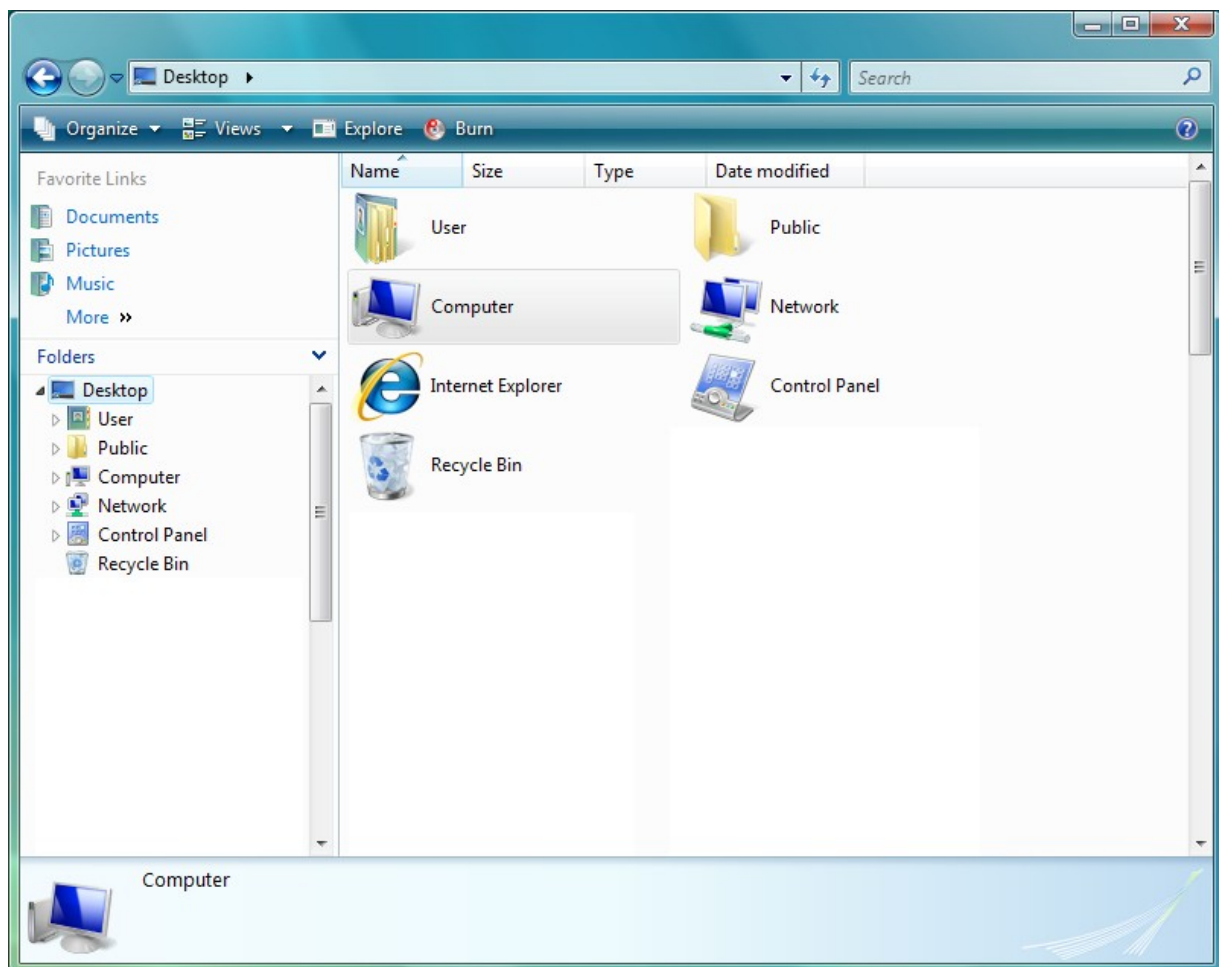 Desktop
Search
Organize Views Explore Burn
Favorite Links
Documents
Pictures
Music
More »
Folders
Desktop
User
Public
Computer
Network
Control Panel
Recycle Bin
Name Size Type Date modified
User Public
Computer Network
Internet Explorer Control Panel
Recycle Bin
Computer